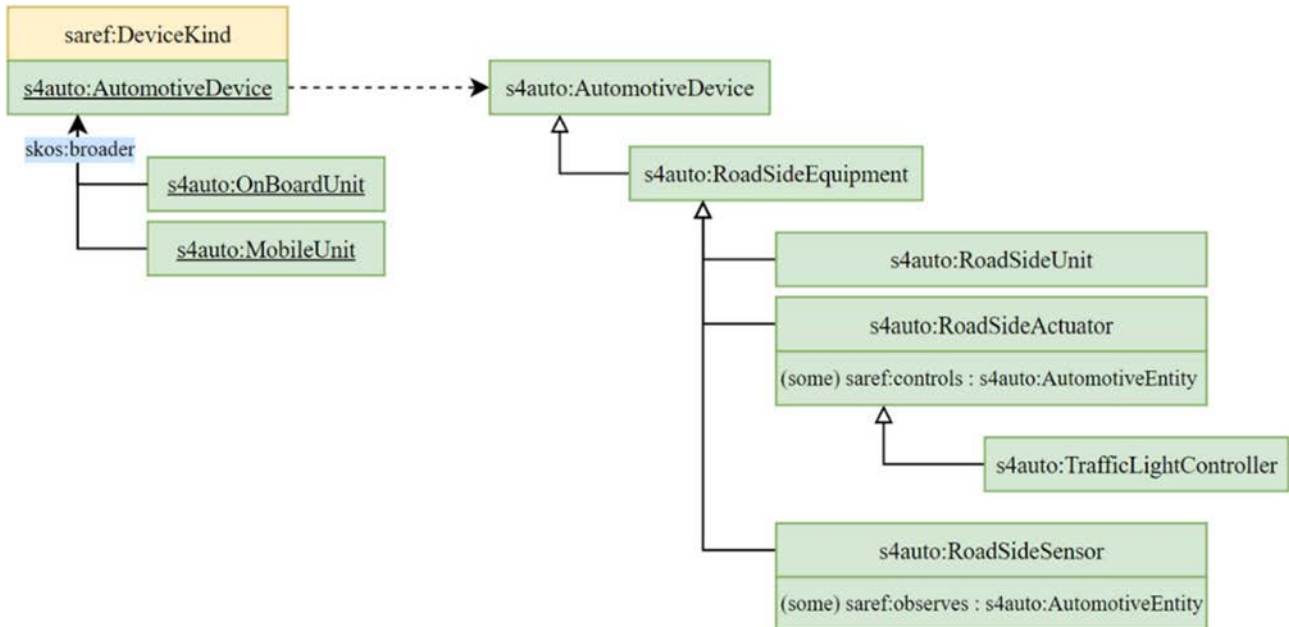 saref:DeviceKind
s4auto:AutomotiveDevice
s4auto:AutomotiveDevice
skos:broader
s4auto:OnBoardUnit
s4auto:RoadSideEquipment
s4auto:MobileUnit
s4auto:RoadSideUnit
s4auto:RoadSideActuator
(some) saref:controls : s4auto:AutomotiveEntity
s4auto:TrafficLightController
s4auto:RoadSideSensor
(some) saref:observes : s4auto:AutomotiveEntity